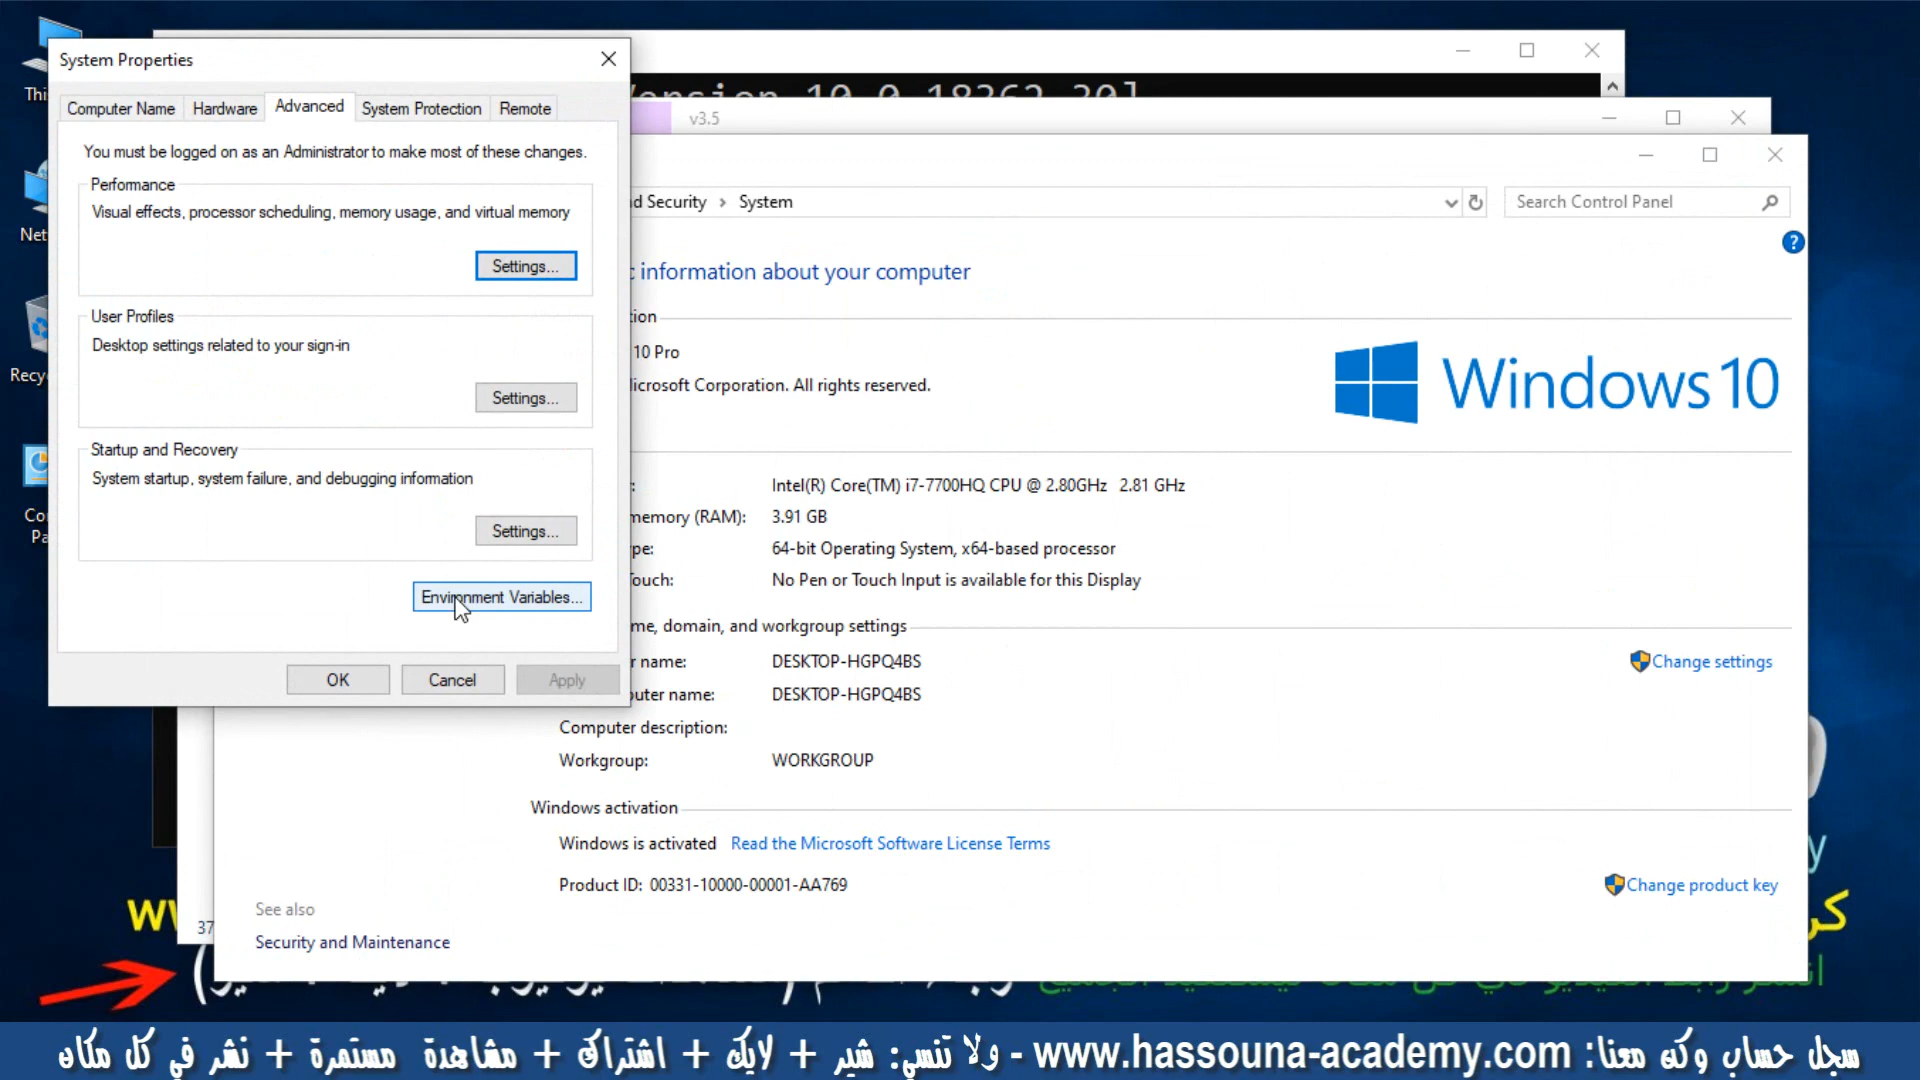 System Properties
Computer Name
Hardware
Advanced
System Protection
Remote
You must be logged on as an Administrator to make most of these changes.
Performance
Visual effects, processor scheduling, memory usage, and virtual memory
Settings...
User Profiles
Desktop settings related to your sign-in
Settings...
Startup and Recovery
System startup, system failure, and debugging information
Settings...
Environment Variables...
OK
Cancel
Apply
v3.5
System
Search Control Panel
information about your computer
10 Pro
All rights reserved.
Windows 10
Intel(R) Core(TM) i7-7700HQ CPU @ 2.80GHz 2.81 GHz
(RAM): 3.91 GB
64-bit Operating System, x64-based processor
No Pen or Touch Input is available for this Display
domain, and workgroup settings
name: DESKTOP-HGPQ4BS
Change settings
name: DESKTOP-HGPQ4BS
Computer description:
Workgroup: WORKGROUP
Windows activation
Windows is activated Read the Microsoft Software License Terms
Product ID: 00331-10000-00001-AA769
Change product key
See also
37
Security and Maintenance
سجل حساب وكن معنا: www.hassouna-academy.com - ولا تنسى: شير + لايك + اشتراك + مشاهدة مستمرة + نشر في كل مكان